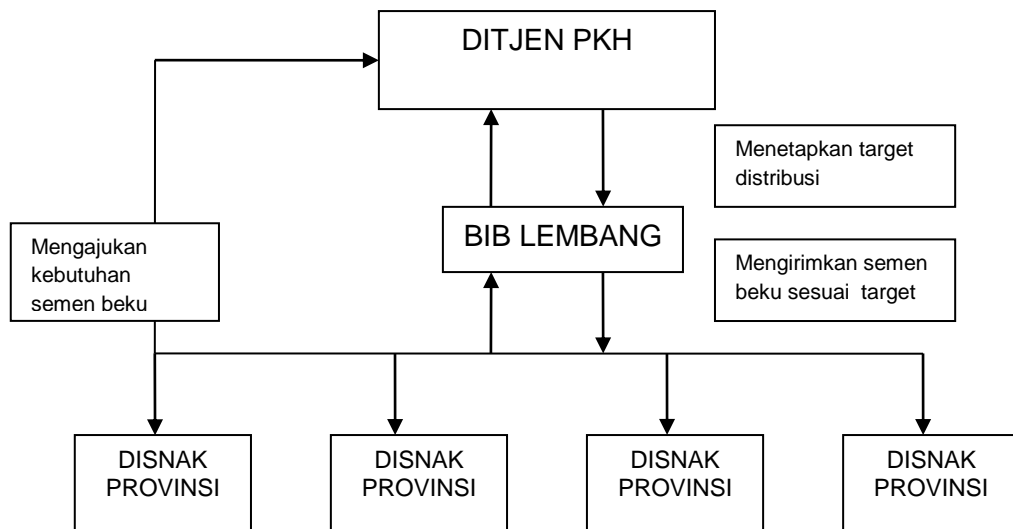 DITJEN PKH
Menetapkan target
distribusi
BIB LEMBANG
Mengajukan
kebutuhan
semen beku
Mengirimkan semen
beku sesuai target
DISNAK
PROVINSI
DISNAK
PROVINSI
DISNAK
PROVINSI
DISNAK
PROVINSI